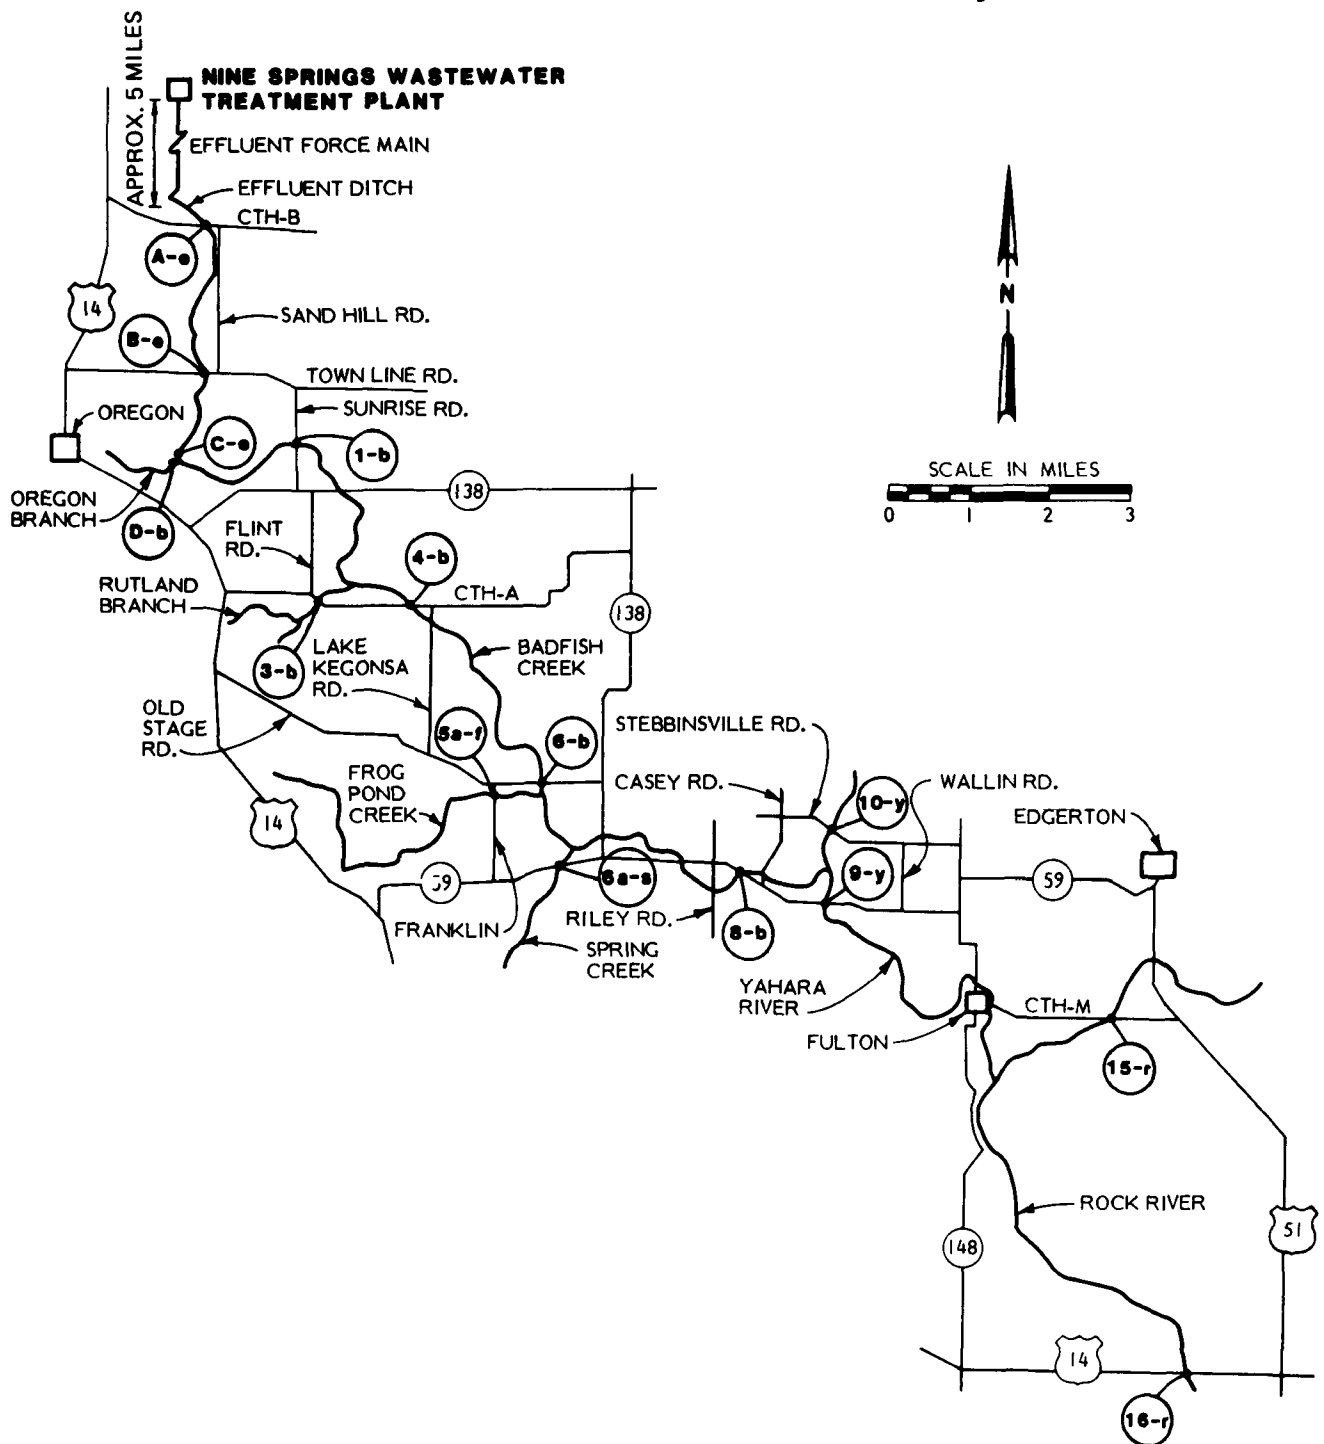 APPROX. 5 MILES
NINE SPRINGS WASTEWATER
TREATMENT PLANT
EFFLUENT FORCE MAIN
EFFLUENT DITCH
CTH-B
A-e
14
SAND HILL RD.
B-e
TOWN LINE RD.
SUNRISE RD.
OREGON
C-e
1-b
N
SCALE IN MILES
0 1 2 3
138
OREGON
BRANCH
D-b
FLINT
RD.
4-b
RUTLAND
BRANCH
CTH-A
138
LAKE
KEGONSA
RD.
BADFISH
CREEK
3-b
OLD
STAGE
RD.
5a-f
6-b
STEBBINSVILLE RD.
FROG
POND
CREEK
CASEY RD.
10-y
WALLIN RD.
EDGERTON
14
59
6a-s
9-y
59
FRANKLIN
RILEY RD.
8-b
SPRING
CREEK
YAHARA
RIVER
CTH-M
FULTON
15-r
ROCK RIVER
148
51
14
16-r